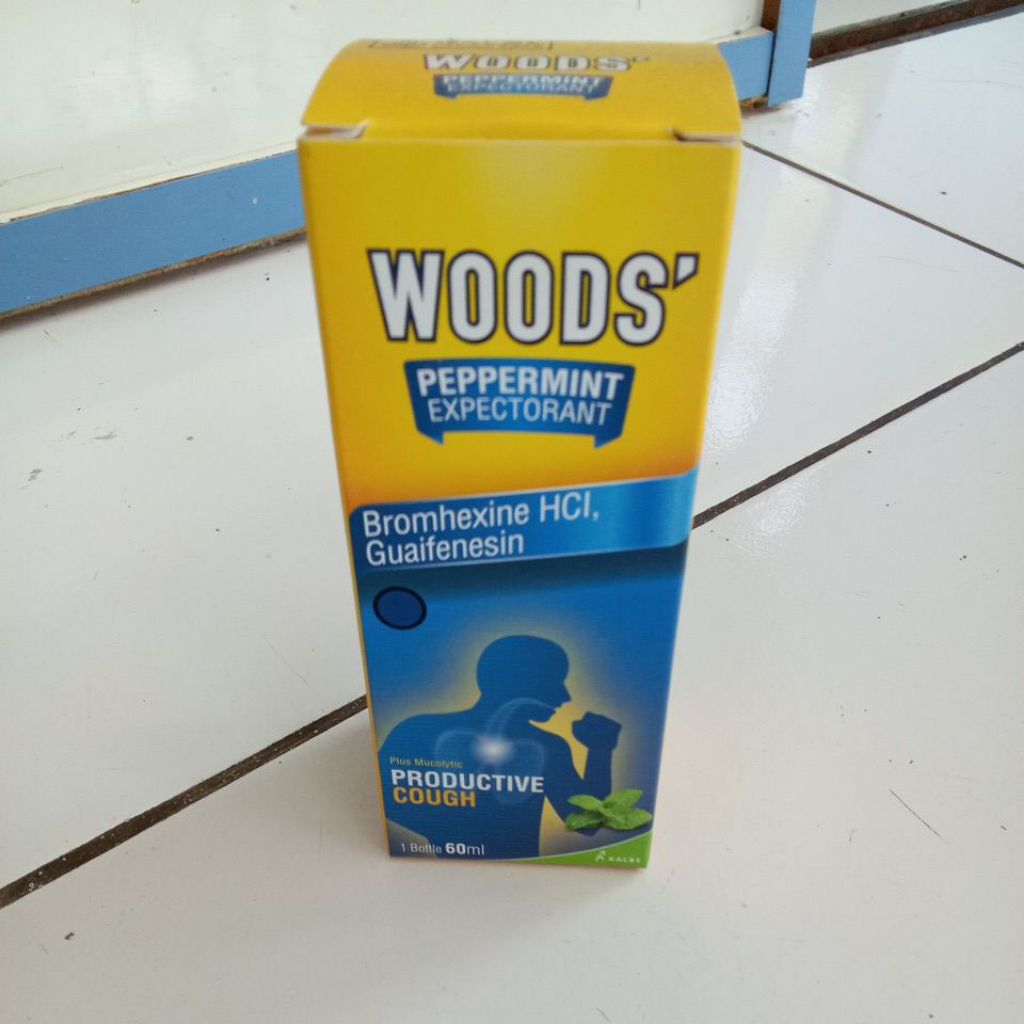 WOODS'
PEPPERMINT
EXPECTORANT
WOODS'
PEPPERMINT
EXPECTORANT
Bromhexine HCl,
Guaifenesin
Plus Mucolytic
PRODUCTIVE
COUGH
1 Bottle 60ml
KALBE